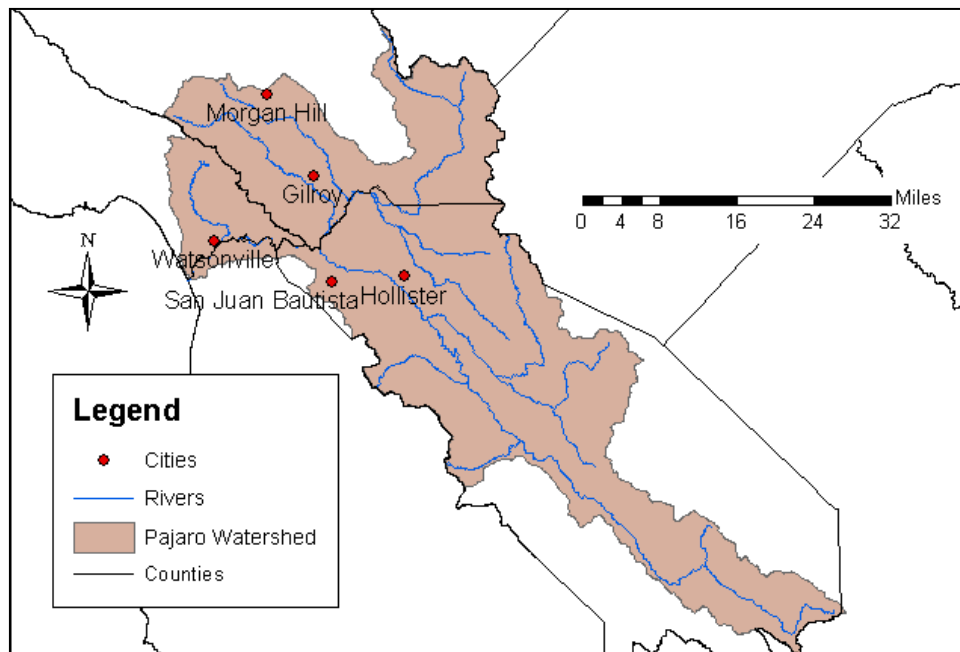 Morgan Hill
Gilroy
Miles
0 4 8 16 24 32
N
Watsonville
San Juan Bautista
Hollister
Legend
Cities
Rivers
Pajaro Watershed
Counties